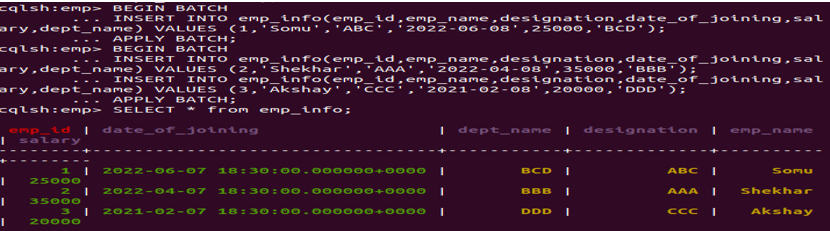 cqlsh:emp> BEGIN BATCH
... INSERT INTO emp_info(emp_id,emp_name,designation,date_of_joining,sal
ary,dept_name) VALUES (1,'Somu','ABC','2022-06-08',25000,'BCD');
... APPLY BATCH;
cqlsh:emp> BEGIN BATCH
... INSERT INTO emp_info(emp_id,emp_name,designation,date_of_joining,sal
ary,dept_name) VALUES (2,'Shekhar','AAA','2022-04-08',35000,'BBB');
... INSERT INTO emp_info(emp_id,emp_name,designation,date_of_joining,sal
ary,dept_name) VALUES (3,'Akshay','CCC','2021-02-08',20000,'DDD');
... APPLY BATCH;
cqlsh:emp> SELECT * from emp_info;
emp_id | date_of_joining | dept_name | designation | emp_name
| salary
1 | 2022-06-07 18:30:00.000000+0000 | BCD | ABC | Somu
| 25000
2 | 2022-04-07 18:30:00.000000+0000 | BBB | AAA | Shekhar
| 35000
3 | 2021-02-07 18:30:00.000000+0000 | DDD | CCC | Akshay
| 20000